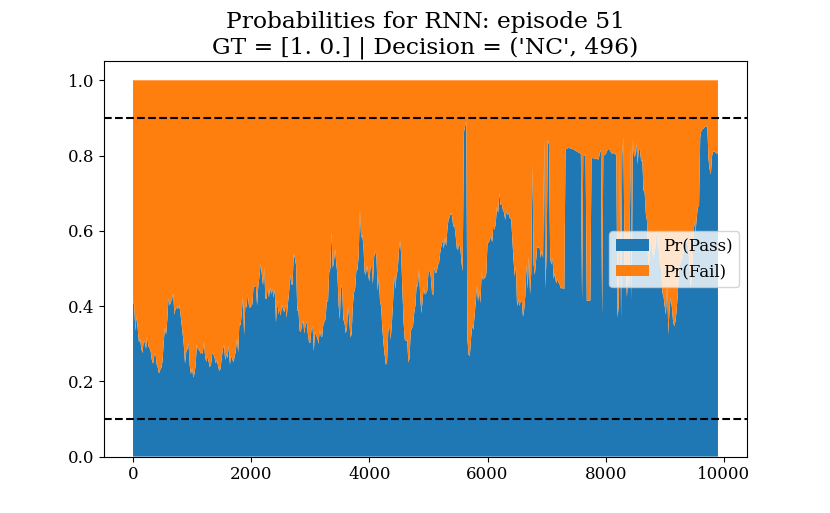 Probabilities for RNN: episode 51
GT = [1. 0.] | Decision = ('NC', 496)
1.0
0.8
0.6
0.4
0.2
0.0
Pr(Pass)
Pr(Fail)
0 2000 4000 6000 8000 10000